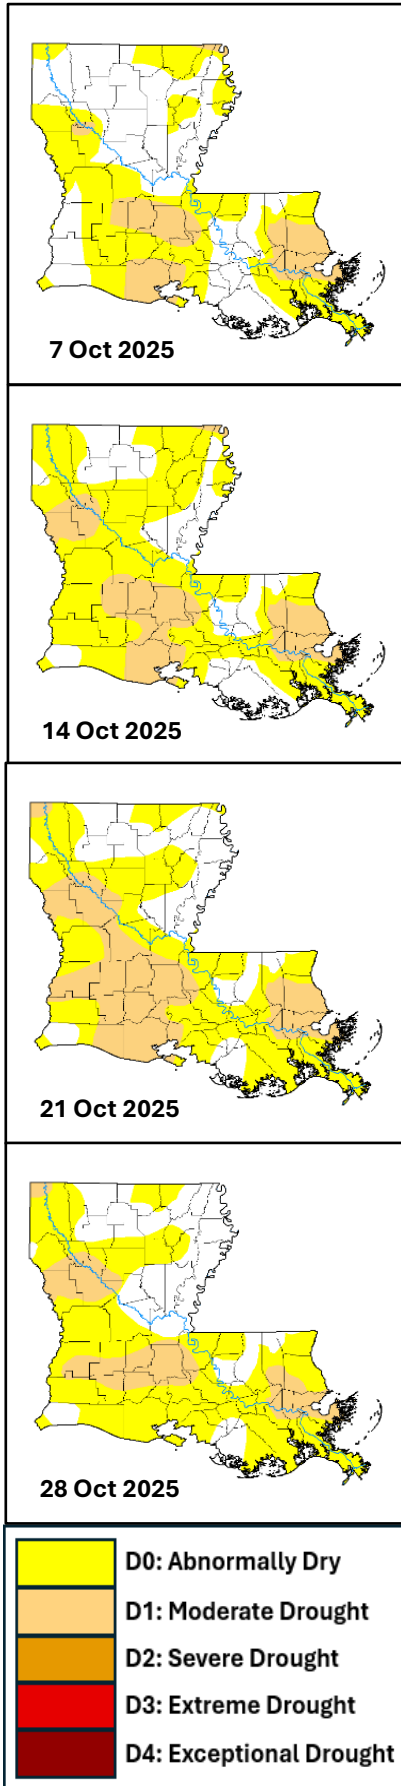 7 Oct 2025
14 Oct 2025
21 Oct 2025
28 Oct 2025
D0: Abnormally Dry
D1: Moderate Drought
D2: Severe Drought
D3: Extreme Drought
D4: Exceptional Drought